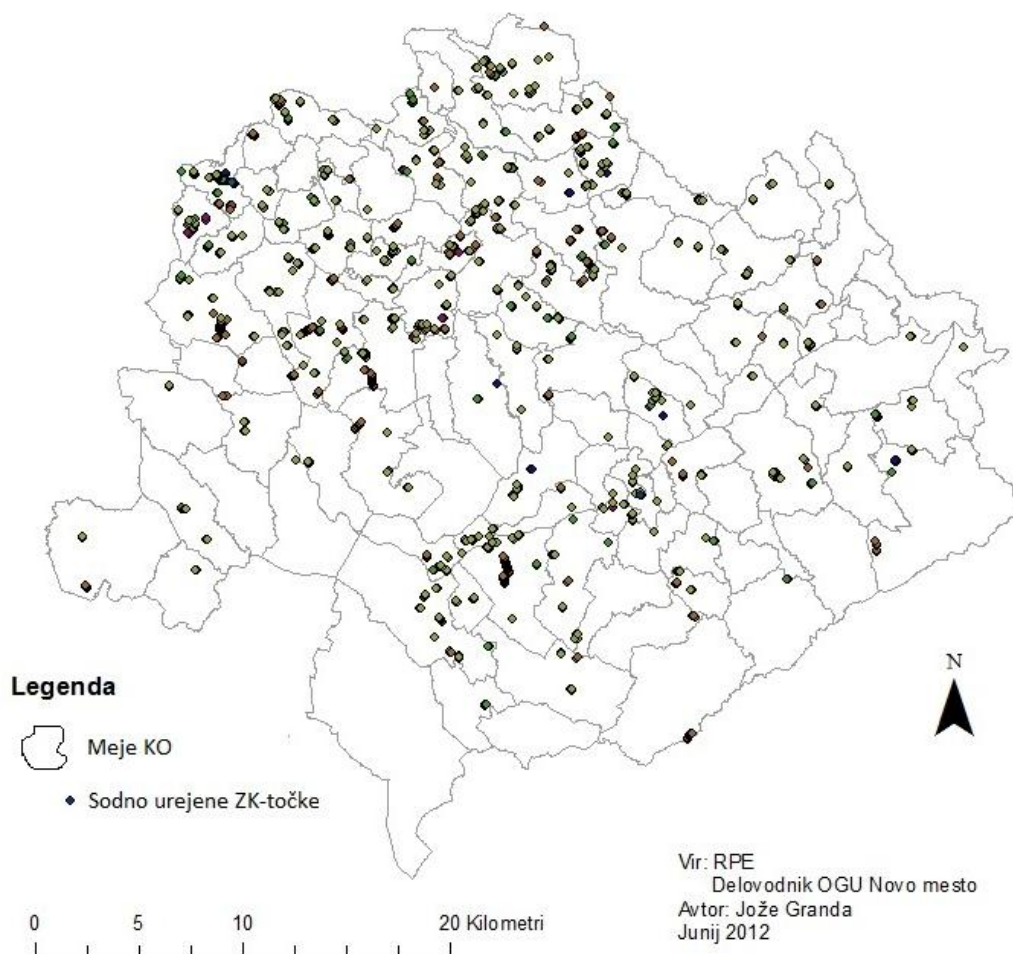 N
Legenda
Meje KO
Sodno urejene ZK-točke
Vir: RPE
Delovodnik OGU Novo mesto
Avtor: Jože Granda
Junij 2012
0 5 10 20 Kilometri